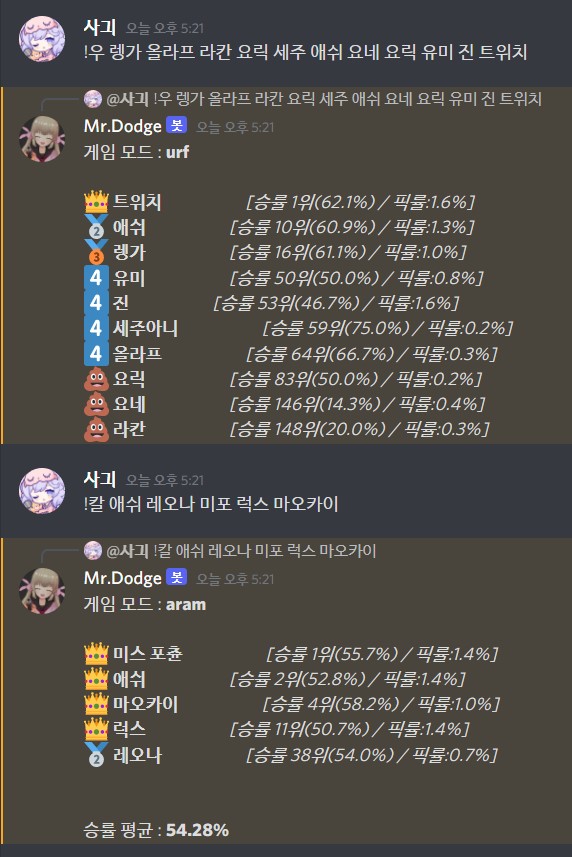 사긔 오늘 오후 5:21
!우 렝가 올라프 라칸 요릭 세주 애쉬 요네 요릭 유미 진 트위치
@사긔 !우 렝가 올라프 라칸 요릭 세주 애쉬 요네 요릭 유미 진 트위치
Mr.Dodge 봇 오늘 오후 5:21
게임 모드 : urf
트위치 [승률 1위(62.1%) / 픽률:1.6%]
2 애쉬 [승률 10위(60.9%) / 픽률:1.3%]
3 렝가 [승률 16위(61.1%) / 픽률:1.0%]
4 유미 [승률 50위(50.0%) / 픽률:0.8%]
4 진 [승률 53위(46.7%) / 픽률:1.6%]
4 세주아니 [승률 59위(75.0%) / 픽률:0.2%]
4 올라프 [승률 64위(66.7%) / 픽률:0.3%]
요릭 [승률 83위(50.0%) / 픽률:0.2%]
요네 [승률 146위(14.3%) / 픽률:0.4%]
라칸 [승률 148위(20.0%) / 픽률:0.3%]
사긔 오늘 오후 5:21
!칼 애쉬 레오나 미포 럭스 마오카이
@사긔 !칼 애쉬 레오나 미포 럭스 마오카이
Mr.Dodge 봇 오늘 오후 5:21
게임 모드 : aram
미스 포츈 [승률 1위(55.7%) / 픽률:1.4%]
애쉬 [승률 2위(52.8%) / 픽률:1.4%]
마오카이 [승률 4위(58.2%) / 픽률:1.0%]
럭스 [승률 11위(50.7%) / 픽률:1.4%]
2 레오나 [승률 38위(54.0%) / 픽률:0.7%]
승률 평균 : 54.28%